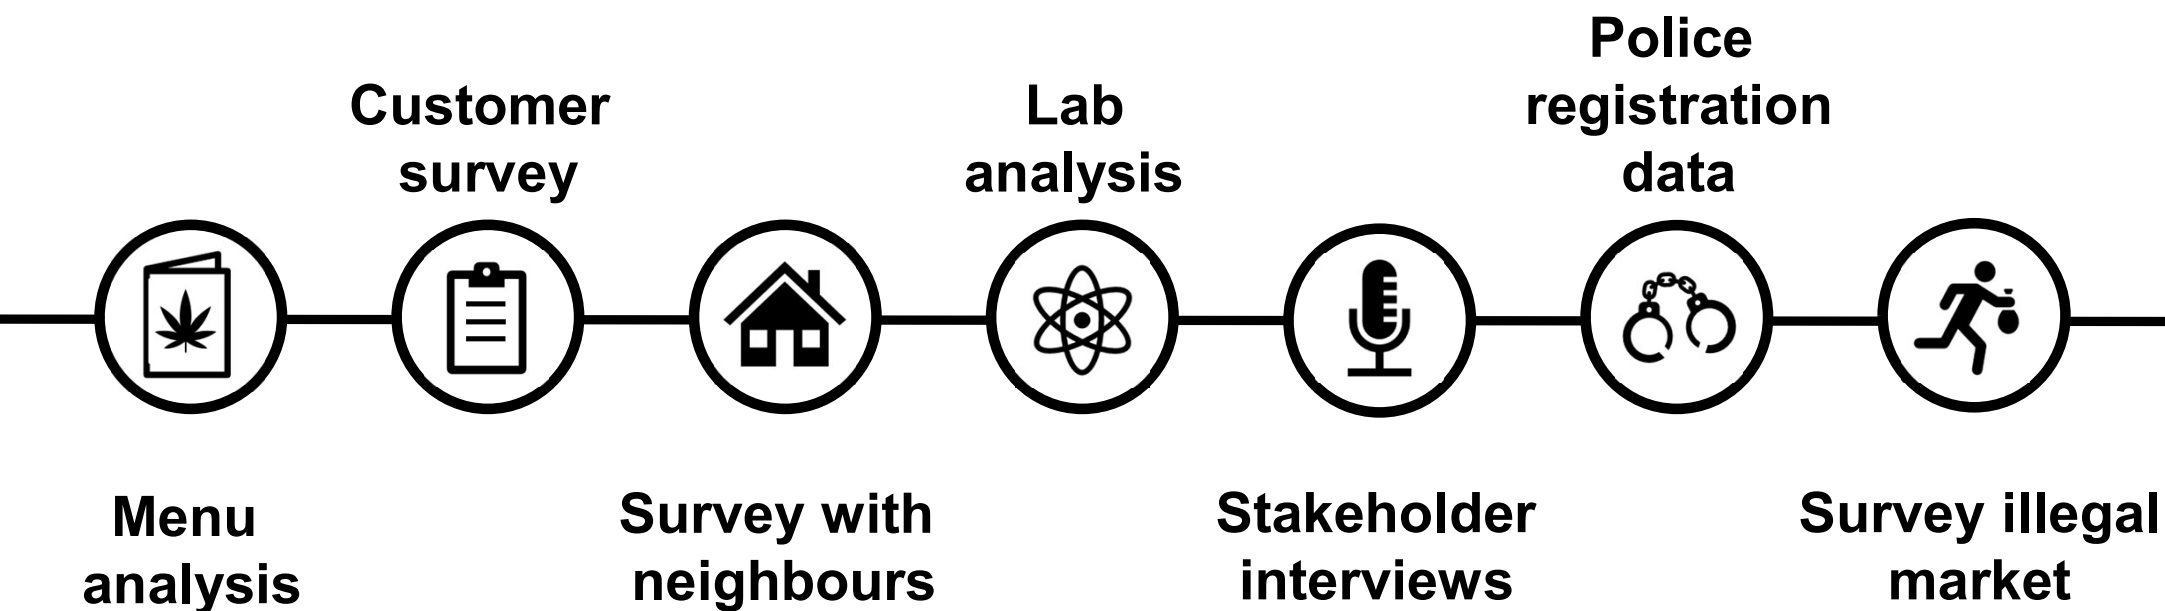 Menu
analysis
Customer
survey
Survey with
neighbours
Lab
analysis
Stakeholder
interviews
Police
registration
data
Survey illegal
market